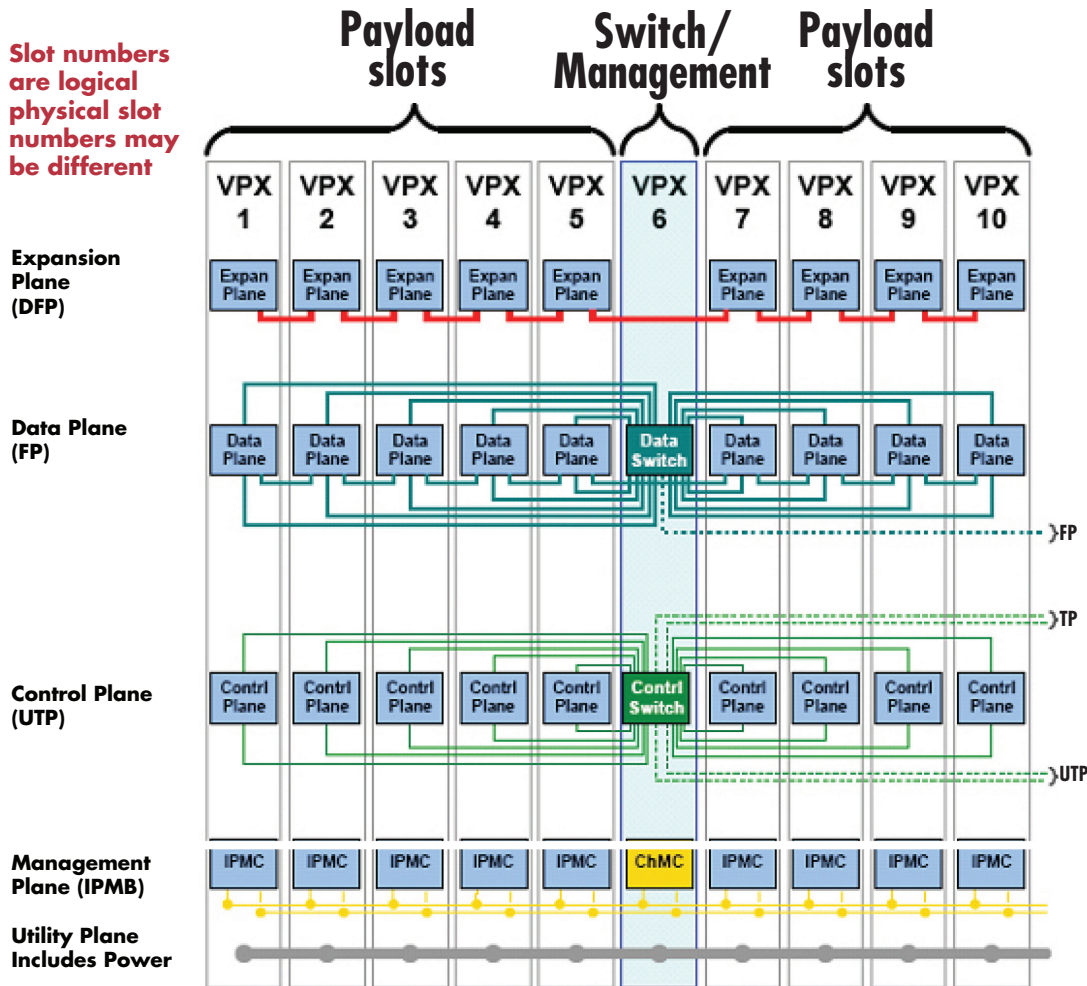 Slot numbers
are logical
physical slot
numbers may
be different
Payload
slots
Switch/
Management
Payload
slots
VPX
1
VPX
2
VPX
3
VPX
4
VPX
5
VPX
6
VPX
7
VPX
8
VPX
9
VPX
10
Expansion
Plane
(DFP)
Expan
Plane
Expan
Plane
Expan
Plane
Expan
Plane
Expan
Plane
Expan
Plane
Expan
Plane
Expan
Plane
Expan
Plane
Data Plane
(FP)
Data
Plane
Data
Plane
Data
Plane
Data
Plane
Data
Plane
Data
Switch
Data
Plane
Data
Plane
Data
Plane
Data
Plane
FP
TP
Control Plane
(UTP)
Contrl
Plane
Contrl
Plane
Contrl
Plane
Contrl
Plane
Contrl
Plane
Contrl
Switch
Contrl
Plane
Contrl
Plane
Contrl
Plane
Contrl
Plane
UTP
Management
Plane (IPMB)
IPMC
IPMC
IPMC
IPMC
IPMC
ChMC
IPMC
IPMC
IPMC
IPMC
Utility Plane
Includes Power